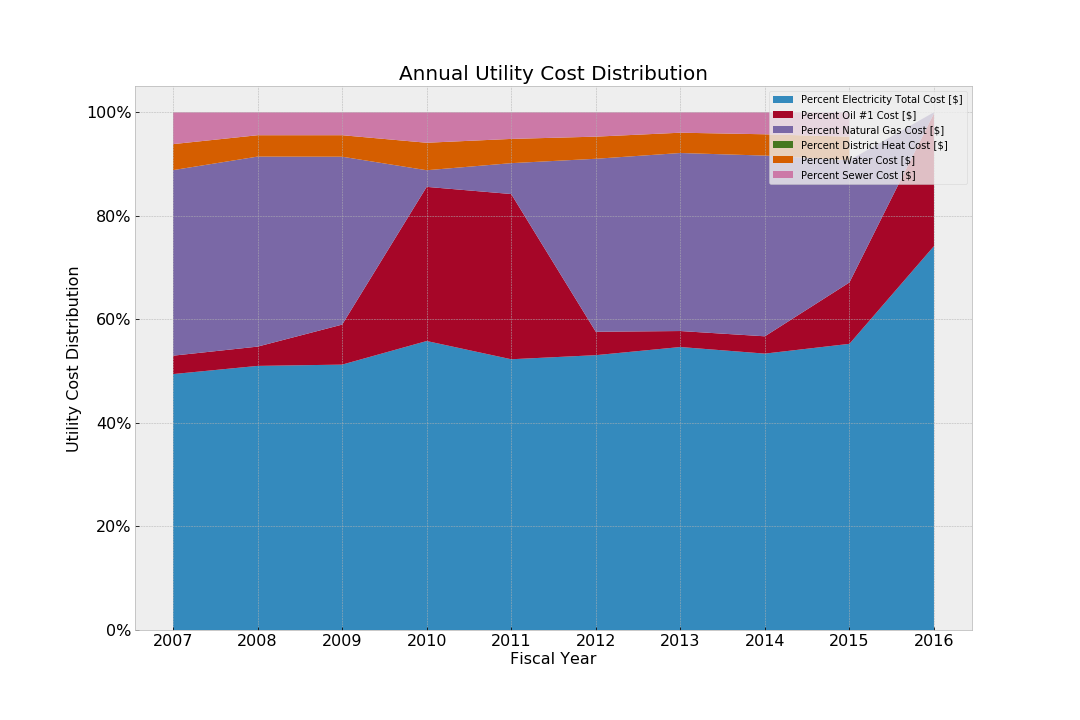 Annual Utility Cost Distribution
100%
80%
60%
40%
20%
0%
Utility Cost Distribution
Percent Electricity Total Cost [$]
Percent Oil #1 Cost [$]
Percent Natural Gas Cost [$]
Percent District Heat Cost [$]
Percent Water Cost [$]
Percent Sewer Cost [$]
2007 2008 2009 2010 2011 2012 2013 2014 2015 2016
Fiscal Year